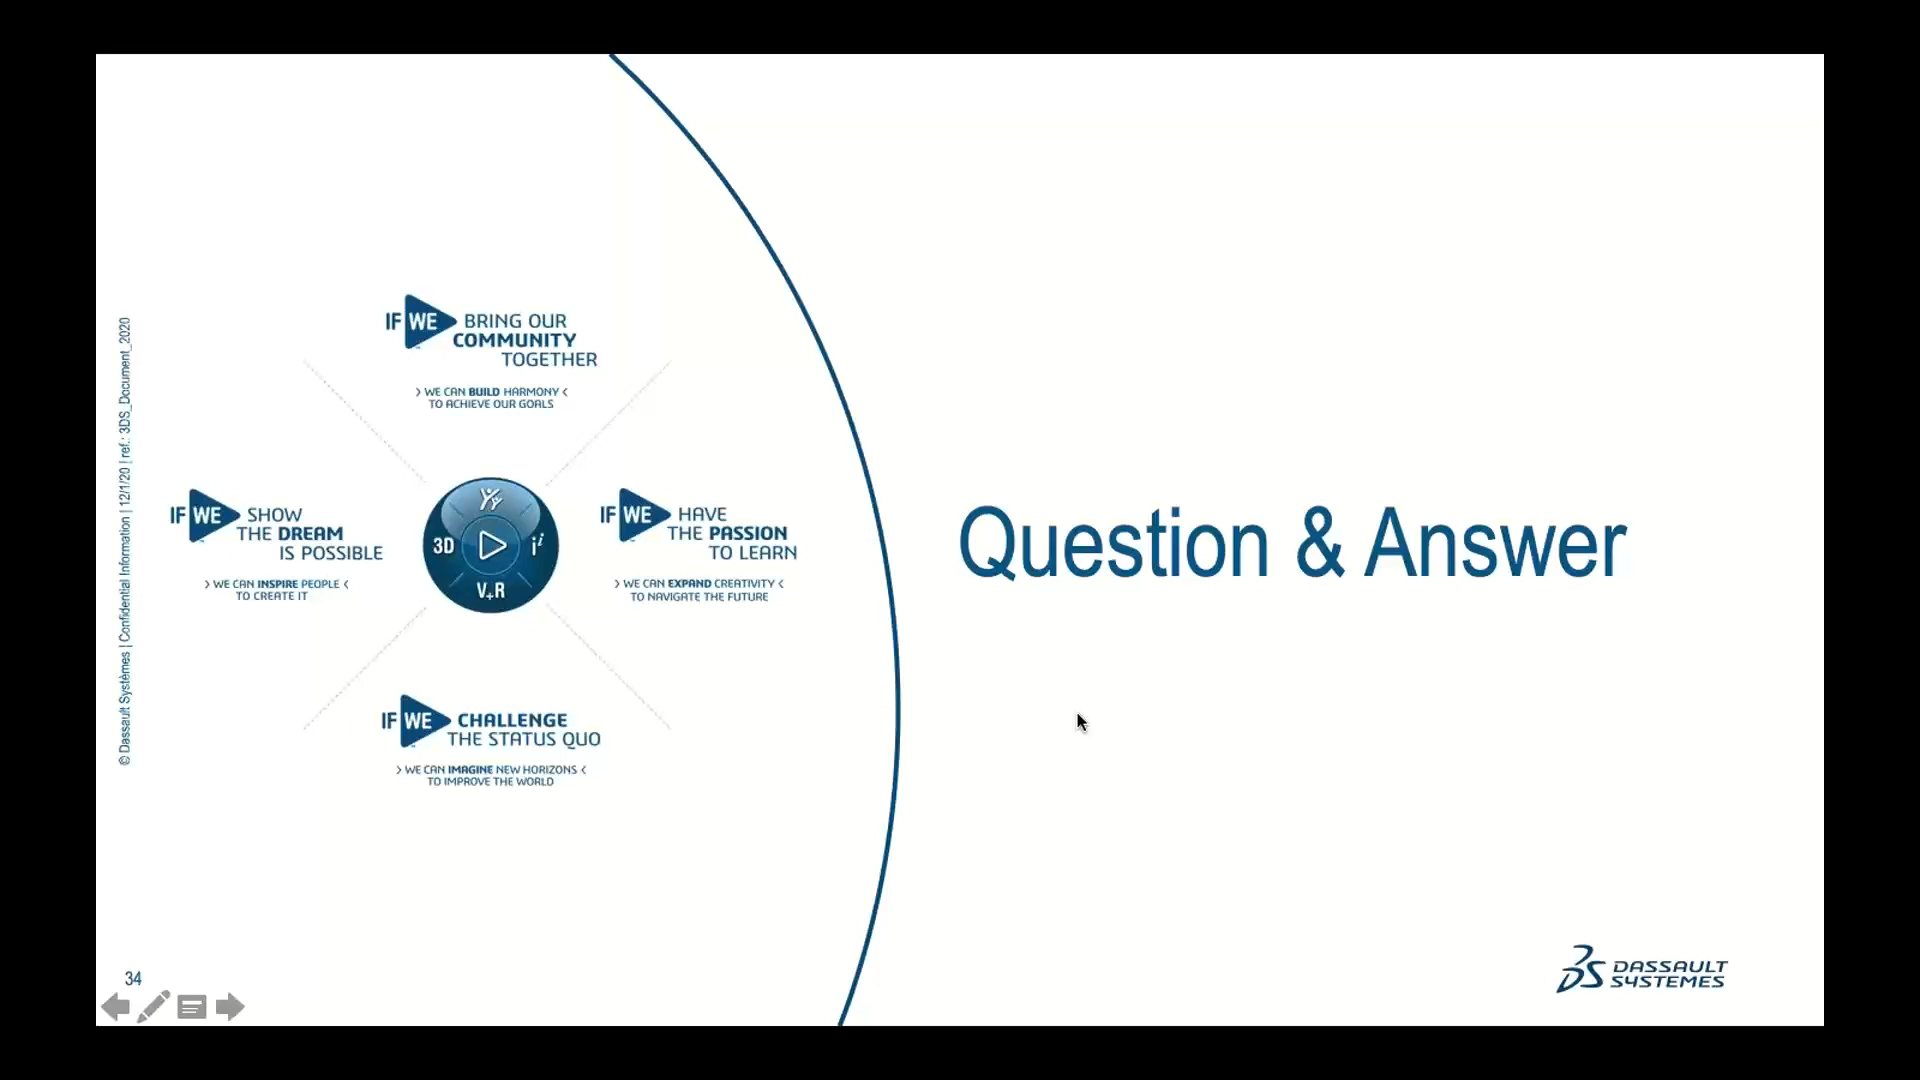 © Dassault Systèmes | Confidential Information | 12/1/20 | ref.: 3DS_Document_2020
IF WE BRING OUR
COMMUNITY
TOGETHER
WE CAN BUILD HARMONY
TO ACHIEVE OUR GOALS
IF WE SHOW
THE DREAM
IS POSSIBLE
WE CAN INSPIRE PEOPLE
TO CREATE IT
3D
i
V+R
IF WE HAVE
THE PASSION
TO LEARN
WE CAN EXPAND CREATIVITY
TO NAVIGATE THE FUTURE
IF WE CHALLENGE
THE STATUS QUO
WE CAN IMAGINE NEW HORIZONS
TO IMPROVE THE WORLD
Question & Answer
34
3DS DASSAULT
SYSTEMES